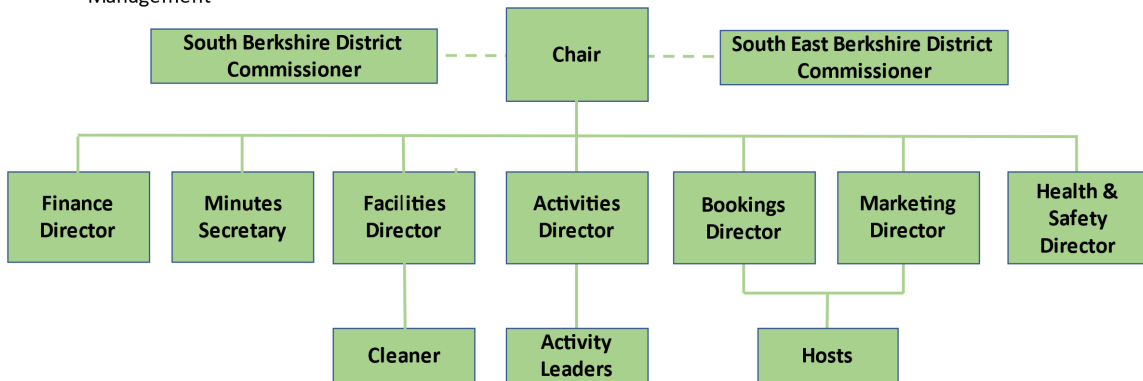 Management
South Berkshire District
Commissioner
Chair
South East Berkshire District
Commissioner
Finance
Director
Minutes
Secretary
Facilities
Director
Activities
Director
Bookings
Director
Marketing
Director
Health &
Safety
Director
Cleaner
Activity
Leaders
Hosts